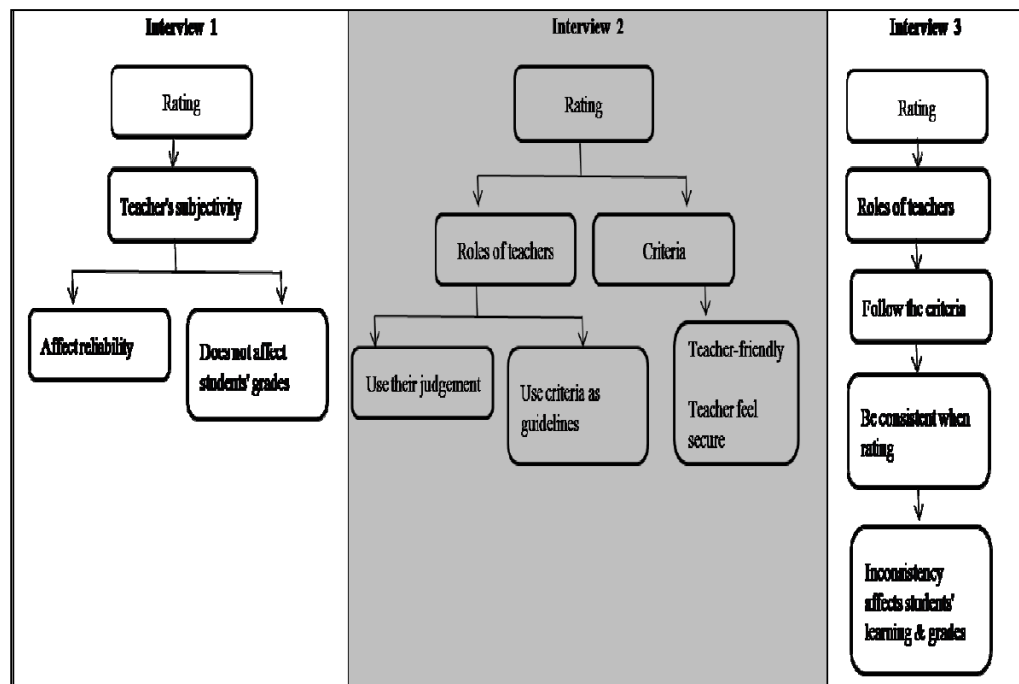 Interview 1
Rating
Teacher's subjectivity
Affect reliability
Does not affect
students' grades
Interview 2
Rating
Roles of teachers
Criteria
Use their judgement
Use criteria as
guidelines
Teacher-friendly
Teacher feel
secure
Interview 3
Rating
Roles of teachers
Follow the criteria
Be consistent when
rating
Inconsistency
affects students'
learning & grades